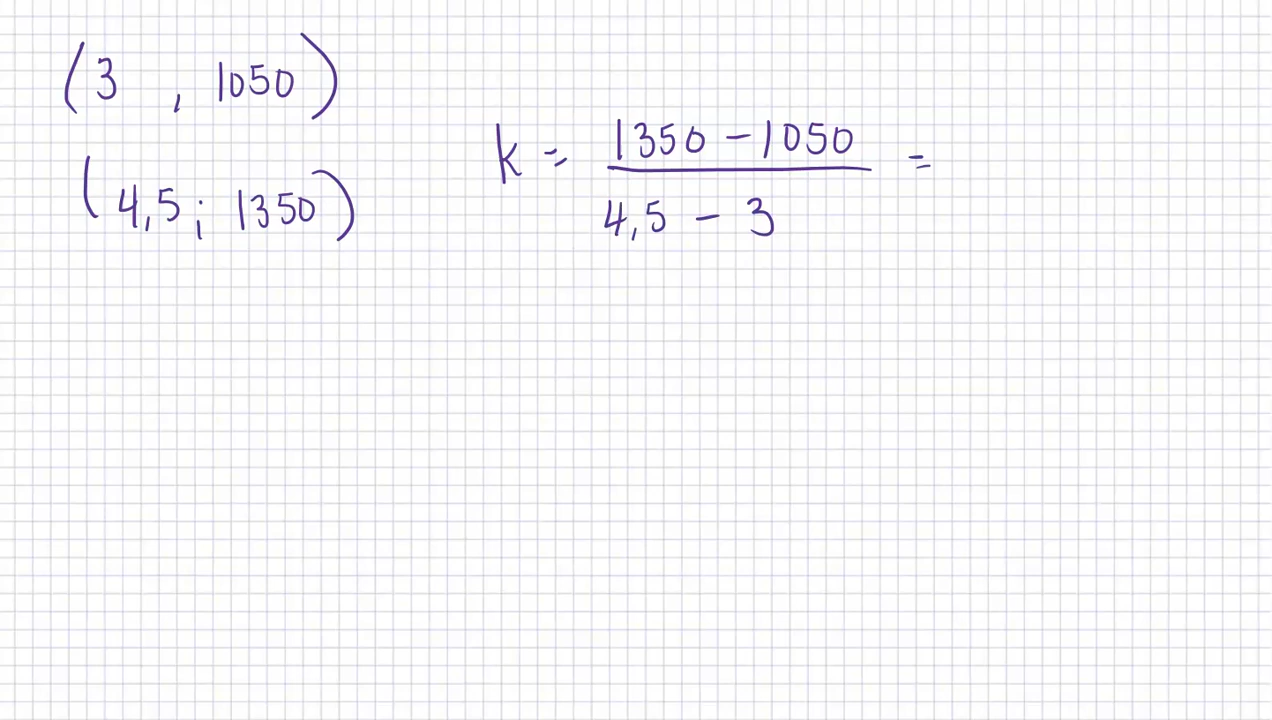 (3 , 1050)
(4,5 ; 1350)
k = 1350 - 1050 =
4,5 - 3